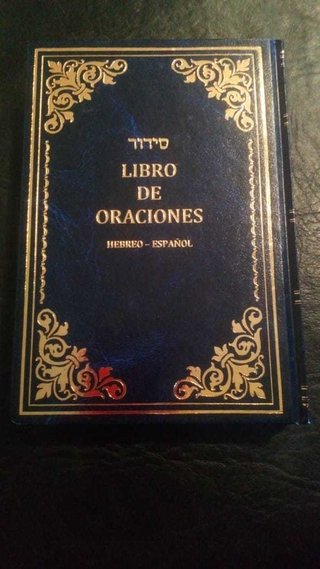 סידור
LIBRO
DE
ORACIONES
HEBREO – ESPAÑOL